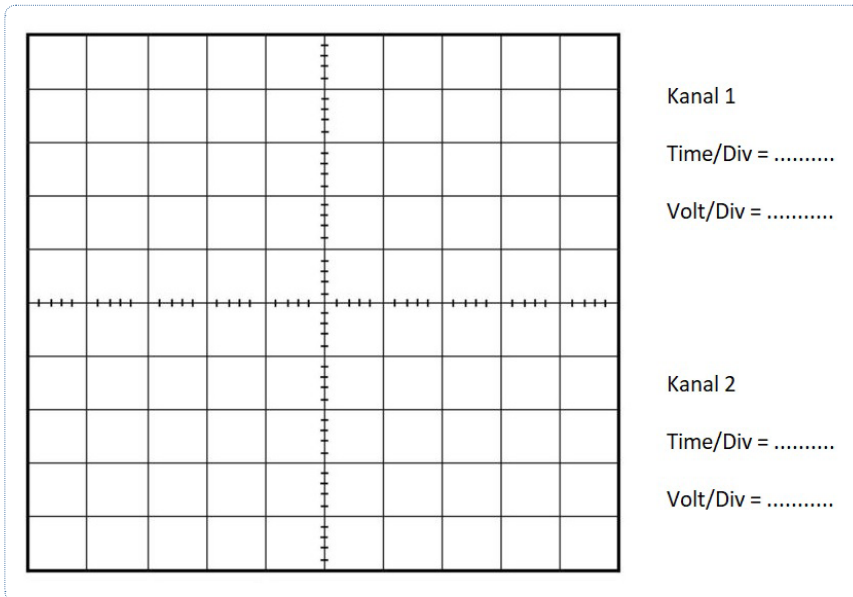 Kanal 1
Time/Div = ..........
Volt/Div = ...........
Kanal 2
Time/Div = ..........
Volt/Div = ...........